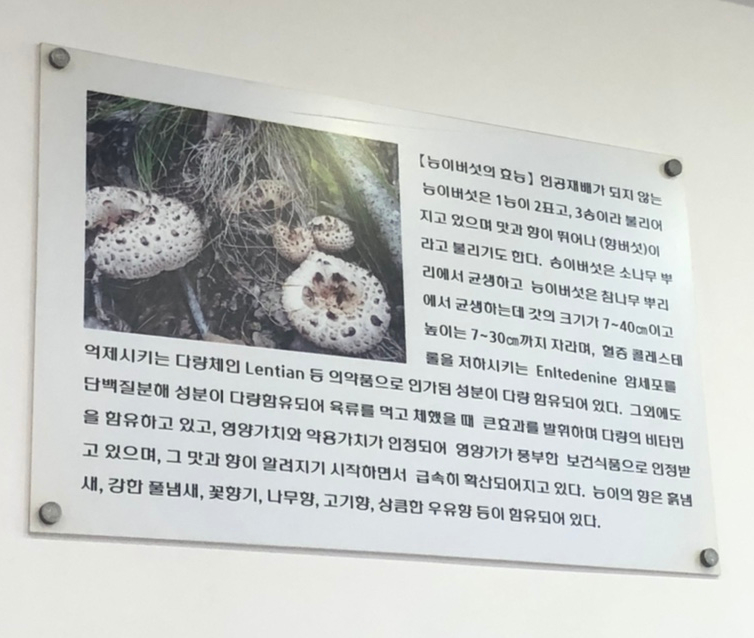 【능이버섯의 효능】 인공재배가 되지 않는
능이버섯은 1능이 2표고, 3송이라 불리어
지고 있으며 맛과 향이 뛰어나 (향버섯)이
라고 불리기도 한다. 송이버섯은 소나무 뿌
리에서 균생하고 능이버섯은 참나무 뿌리
에서 균생하는데 갓의 크기가 7~40㎝이고
높이는 7~30㎝까지 자라며, 혈증 콜레스테
롤을 저하시키는 Enltedenine 암세포를
억제시키는 다량체인 Lentian 등 의약품으로 인가된 성분이 다량 함유되어 있다. 그외에도
단백질분해 성분이 다량함유되어 육류를 먹고 체했을 때 큰효과를 발휘하며 다량의 비타민
을 함유하고 있고, 영양가치와 약용가치가 인정되어 영양가가 풍부한 보건식품으로 인정받
고 있으며, 그 맛과 향이 알려지기 시작하면서 급속히 확산되어지고 있다. 능이의 향은 흙냄
새, 강한 풀냄새, 꽃향기, 나무향, 고기향, 상큼한 우유향 등이 함유되어 있다.